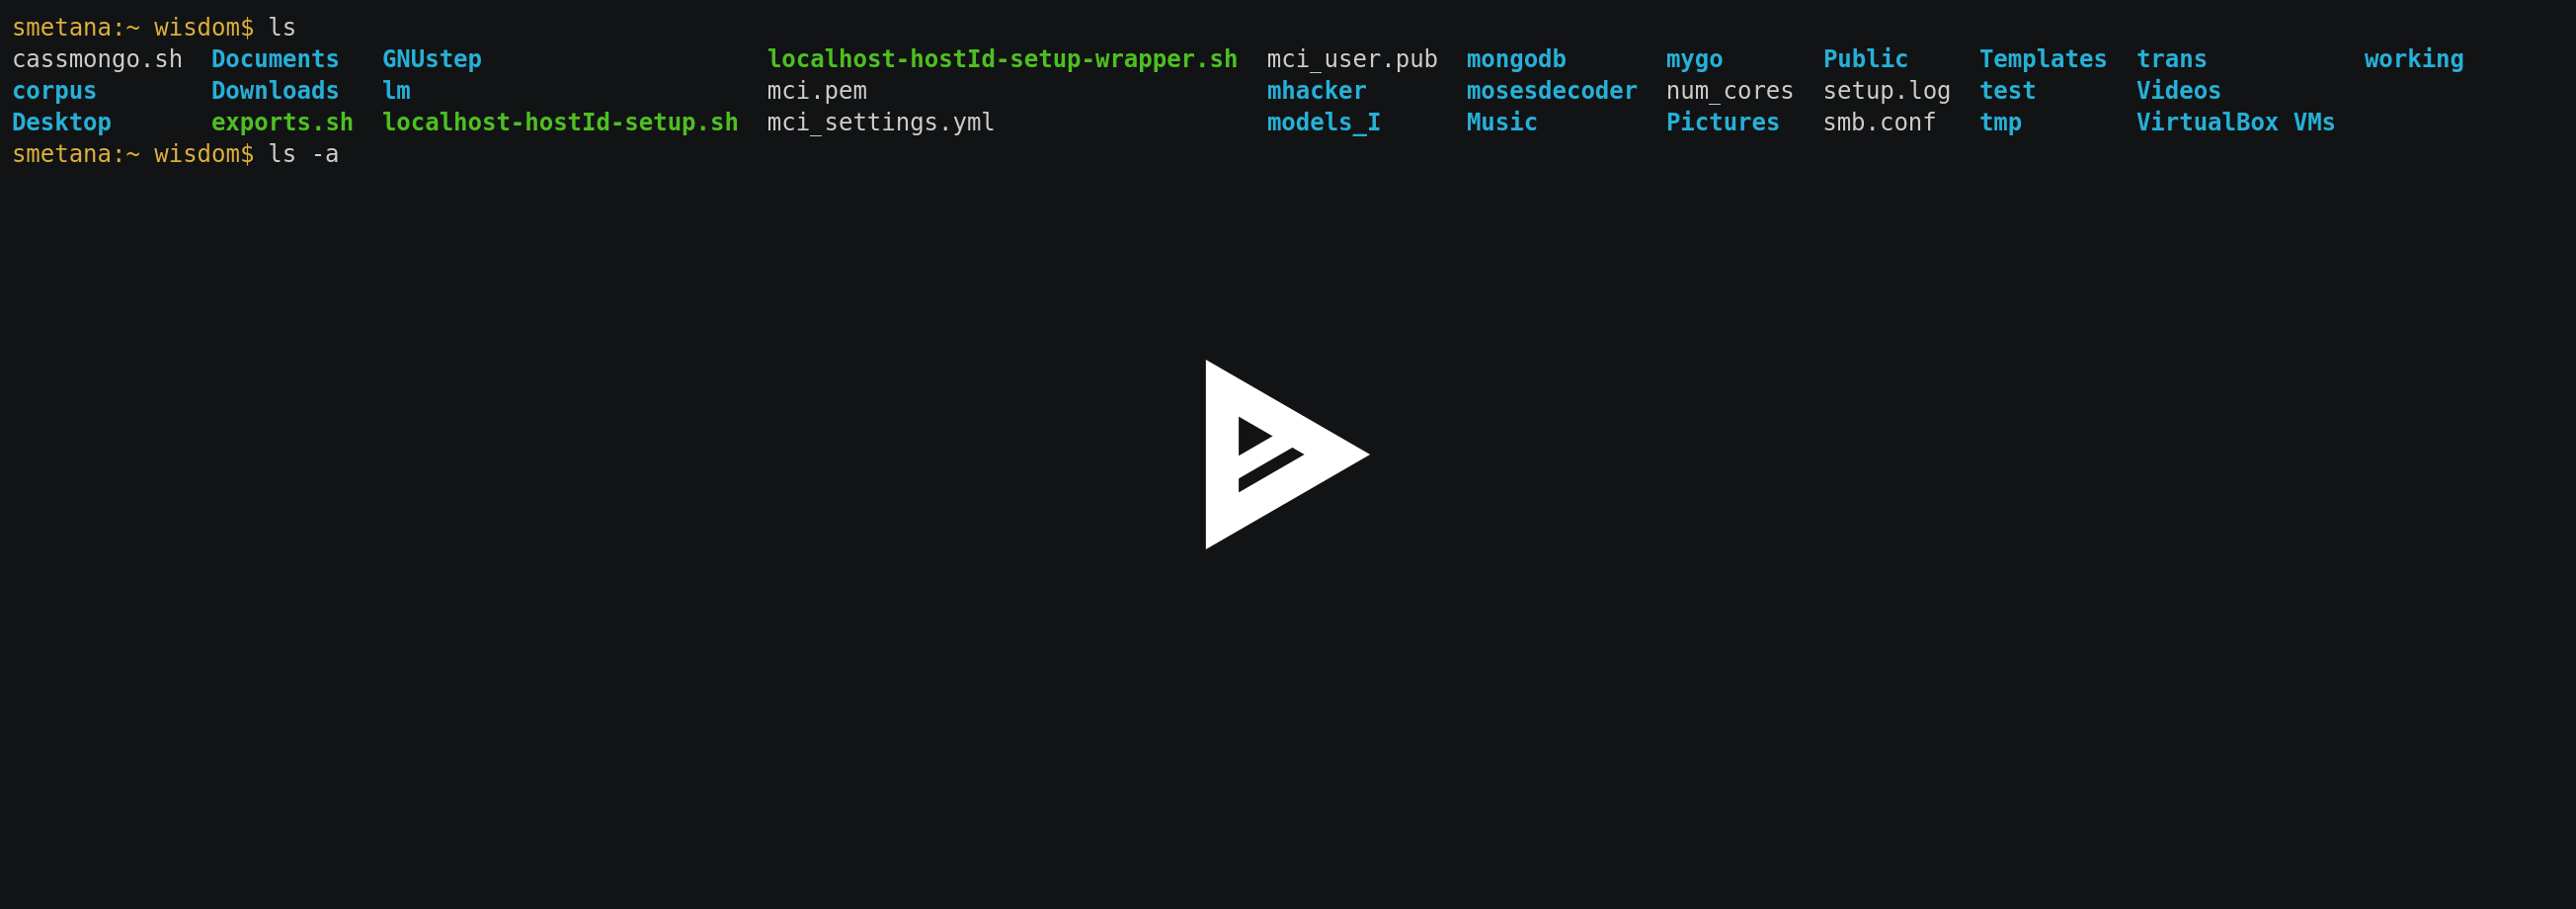 smetana:~ wisdom$ ls
cassmongo.sh  Documents   GNUstep                    localhost-hostId-setup-wrapper.sh  mci_user.pub  mongodb       mygo       Public     Templates  trans          working
corpus        Downloads   lm                         mci.pem                            mhacker       mosesdecoder  num_cores  setup.log  test       Videos
Desktop       exports.sh  localhost-hostId-setup.sh  mci_settings.yml                   models_I      Music         Pictures   smb.conf   tmp        VirtualBox VMs
smetana:~ wisdom$ ls -a